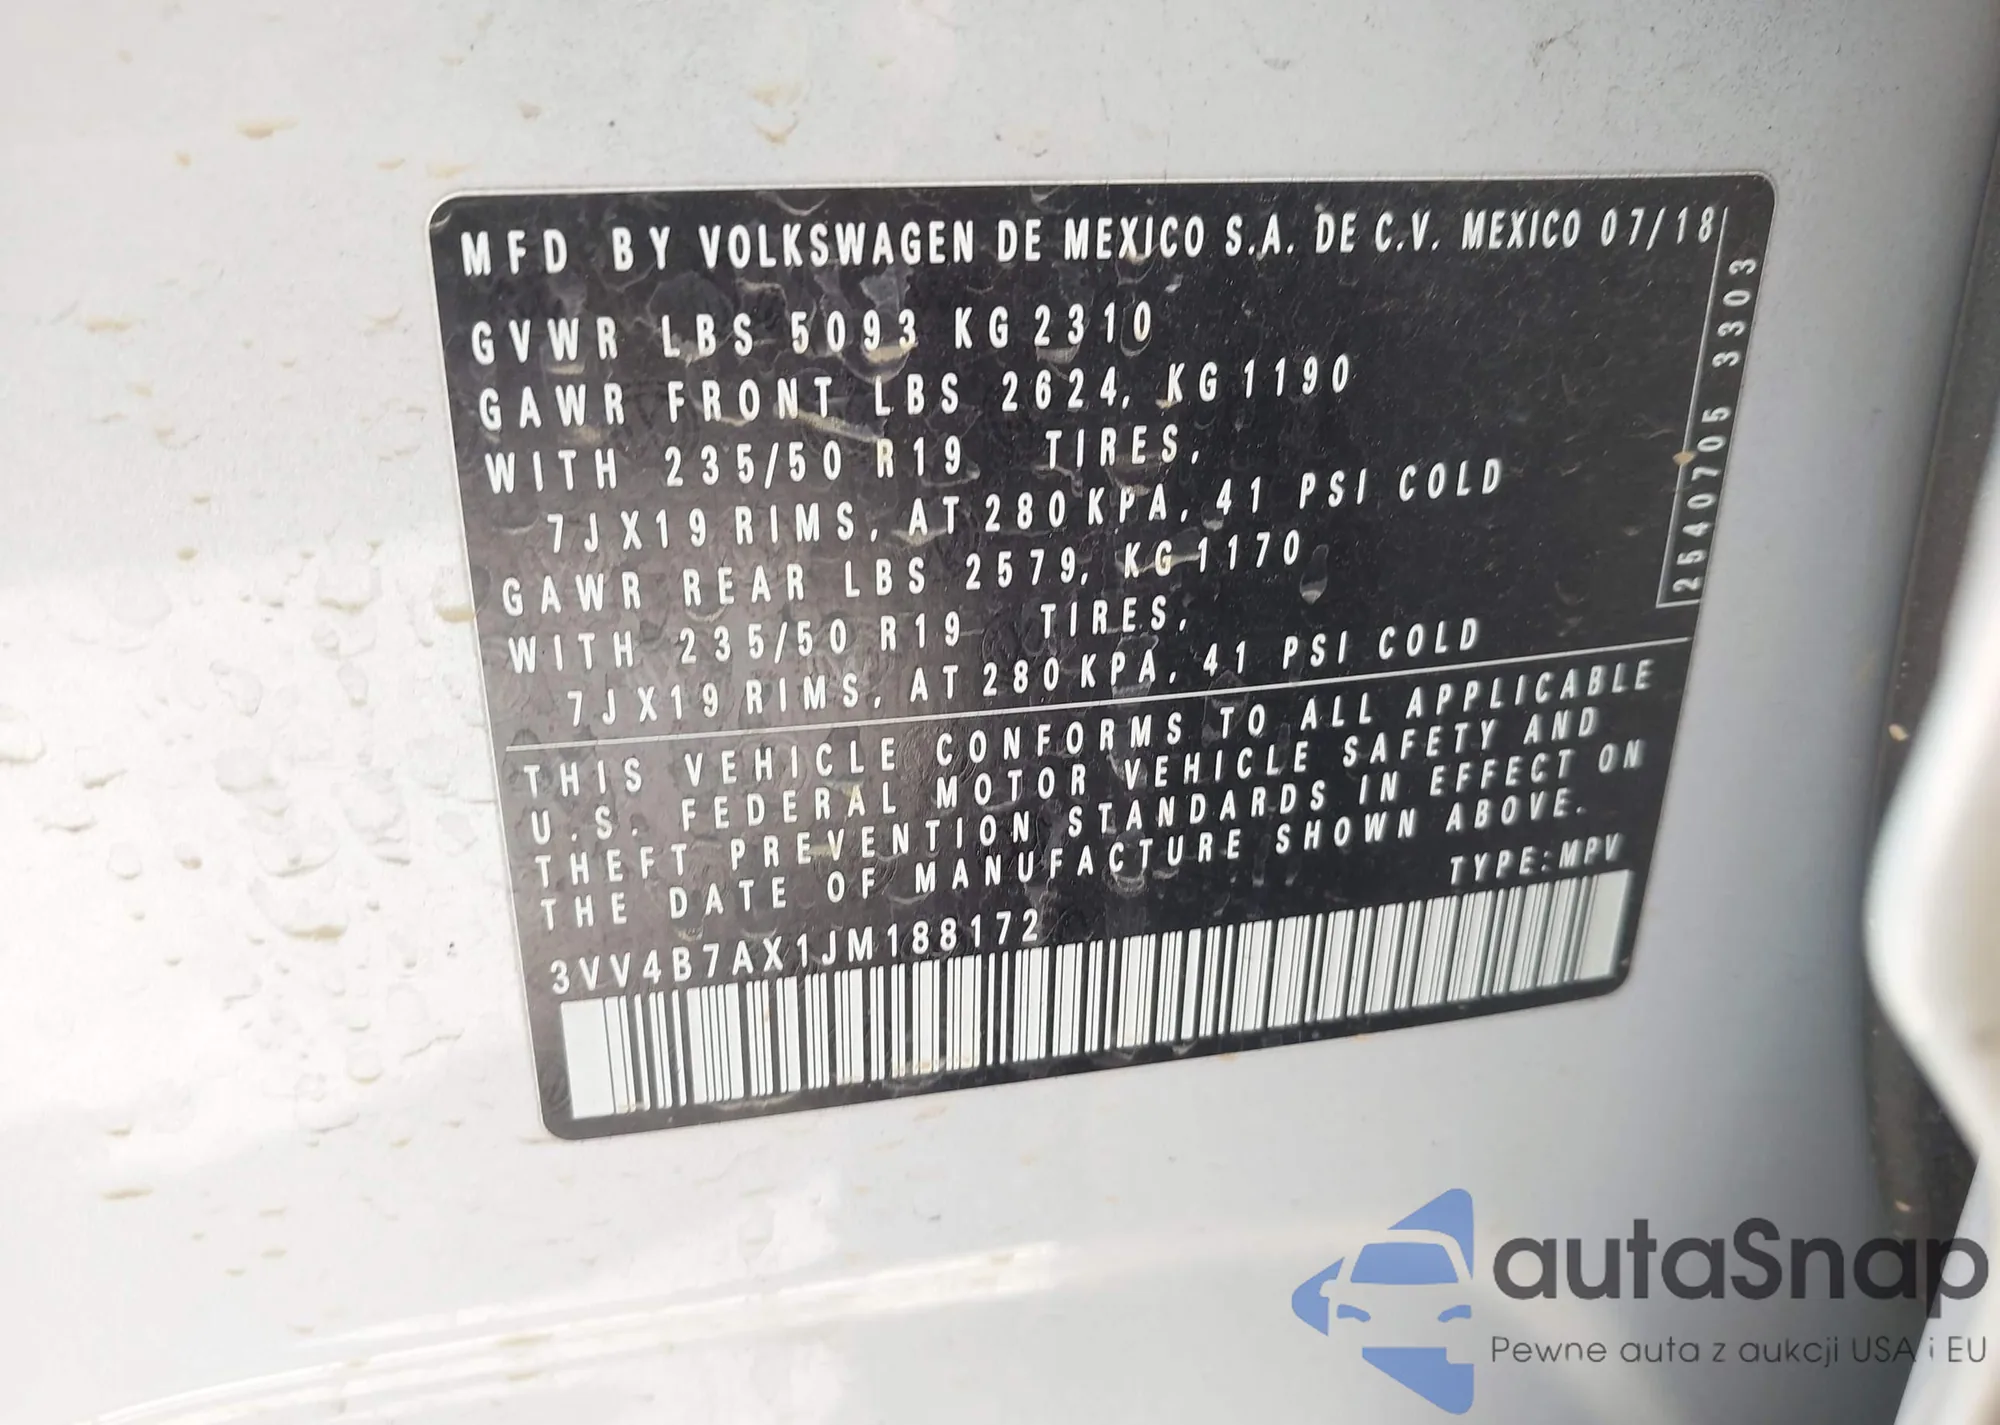 MFD BY VOLKSWAGEN DE MEXICO S.A. DE C.V. MEXICO 07/18
GVWR LBS 5093 KG 2310
GAWR FRONT LBS 2624, KG 1190
WITH 235/50 R19 TIRES,
7JX19 RIMS, AT 280 KPA, 41 PSI COLD
GAWR REAR LBS 2579, KG 1170
WITH 235/50 R19 TIRES,
7JX19 RIMS, AT 280 KPA, 41 PSI COLD
2540705 3303
THIS VEHICLE CONFORMS TO ALL APPLICABLE
U.S. FEDERAL MOTOR VEHICLE SAFETY AND
THEFT PREVENTION STANDARDS IN EFFECT ON
THE DATE OF MANUFACTURE SHOWN ABOVE.
TYPE:MPV
3VV4B7AX1JM188172
autaSnap
Pewne auta z aukcji USA i EU